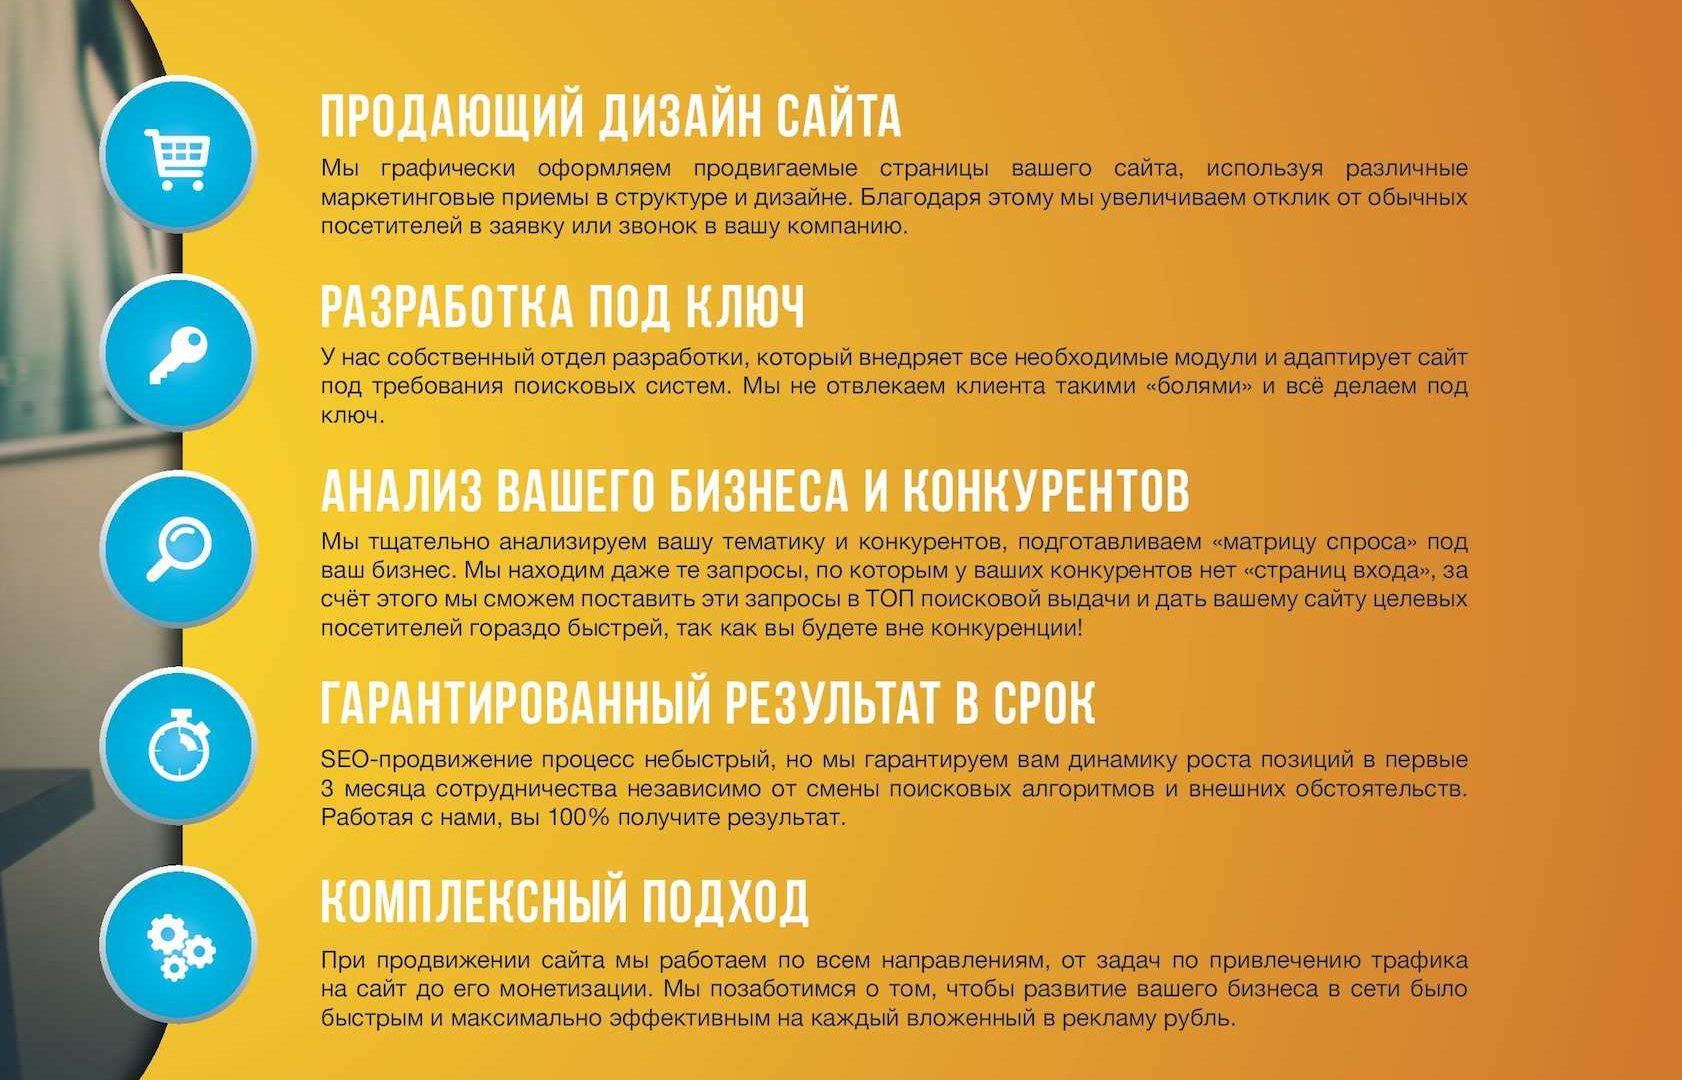 ПРОДАЮЩИЙ ДИЗАЙН САЙТА
Мы графически оформляем продвигаемые страницы вашего сайта, используя различные
маркетинговые приемы в структуре и дизайне. Благодаря этому мы увеличиваем отклик от обычных
посетителей в заявку или звонок в вашу компанию.
РАЗРАБОТКА ПОД КЛЮЧ
У нас собственный отдел разработки, который внедряет все необходимые модули и адаптирует сайт
под требования поисковых систем. Мы не отвлекаем клиента такими «болями» и всё делаем под
ключ.
АНАЛИЗ ВАШЕГО БИЗНЕСА И КОНКУРЕНТОВ
Мы тщательно анализируем вашу тематику и конкурентов, подготавливаем «матрицу спроса» под
ваш бизнес. Мы находим даже те запросы, по которым у ваших конкурентов нет «страниц входа», за
счёт этого мы сможем поставить эти запросы в ТОП поисковой выдачи и дать вашему сайту целевых
посетителей гораздо быстрей, так как вы будете вне конкуренции!
ГАРАНТИРОВАННЫЙ РЕЗУЛЬТАТ В СРОК
SEO-продвижение процесс небыстрый, но мы гарантируем вам динамику роста позиций в первые
3 месяца сотрудничества независимо от смены поисковых алгоритмов и внешних обстоятельств.
Работая с нами, вы 100% получите результат.
КОМПЛЕКСНЫЙ ПОДХОД
При продвижении сайта мы работаем по всем направлениям, от задач по привлечению трафика
на сайт до его монетизации. Мы позаботимся о том, чтобы развитие вашего бизнеса в сети было
быстрым и максимально эффективным на каждый вложенный в рекламу рубль.